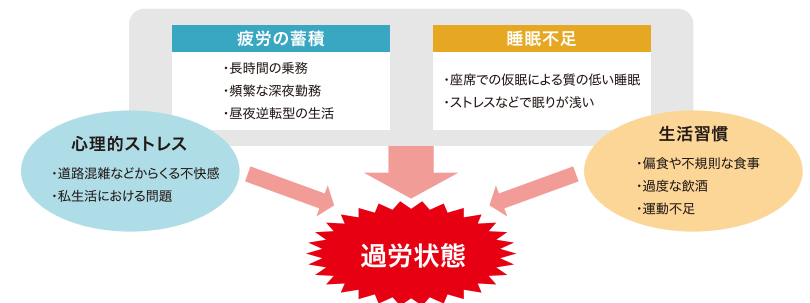 疲労の蓄積
・長時間の乗務
・頻繁な深夜勤務
・昼夜逆転型の生活
睡眠不足
・座席での仮眠による質の低い睡眠
・ストレスなどで眠りが浅い
心理的ストレス
・道路混雑などからくる不快感
・私生活における問題
生活習慣
・偏食や不規則な食事
・過度な飲酒
・運動不足
過労状態